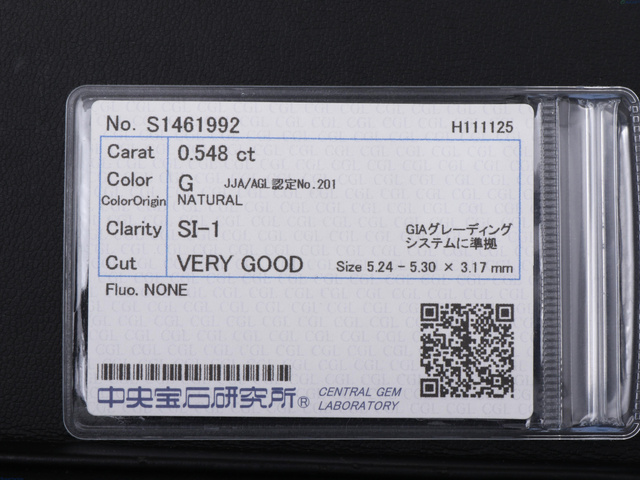 No. S1461992 H111125
Carat 0.548 ct
Color G JJA/AGL認定No.201
ColorOrigin NATURAL
Clarity SI-1 GIAグレーディング
システムに準拠
Cut VERY GOOD Size 5.24 - 5.30 × 3.17 mm
Fluo. NONE
中央宝石研究所® CENTRAL GEM
LABORATORY